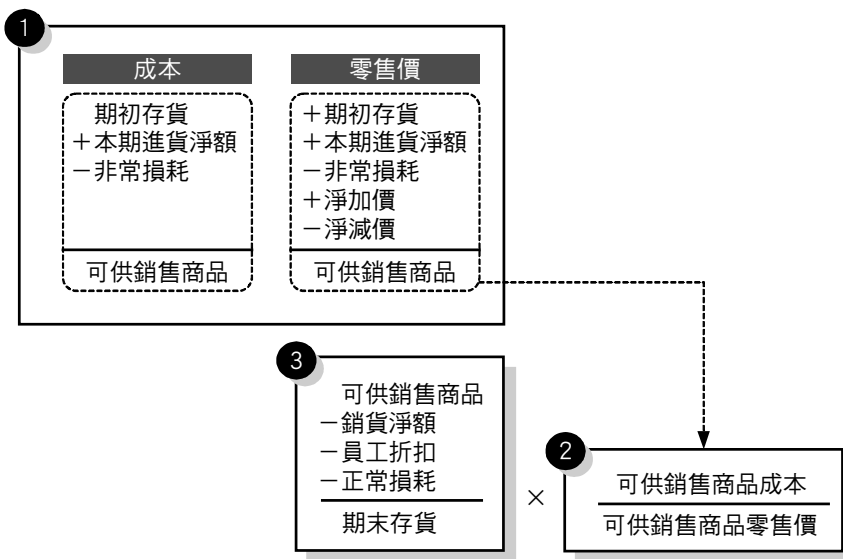 1
成本
期初存貨
＋本期進貨淨額
－非常損耗
可供銷售商品
零售價
＋期初存貨
＋本期進貨淨額
－非常損耗
＋淨加價
－淨減價
可供銷售商品
3
可供銷售商品
－銷貨淨額
－員工折扣
－正常損耗
期末存貨
×
2
可供銷售商品成本
可供銷售商品零售價